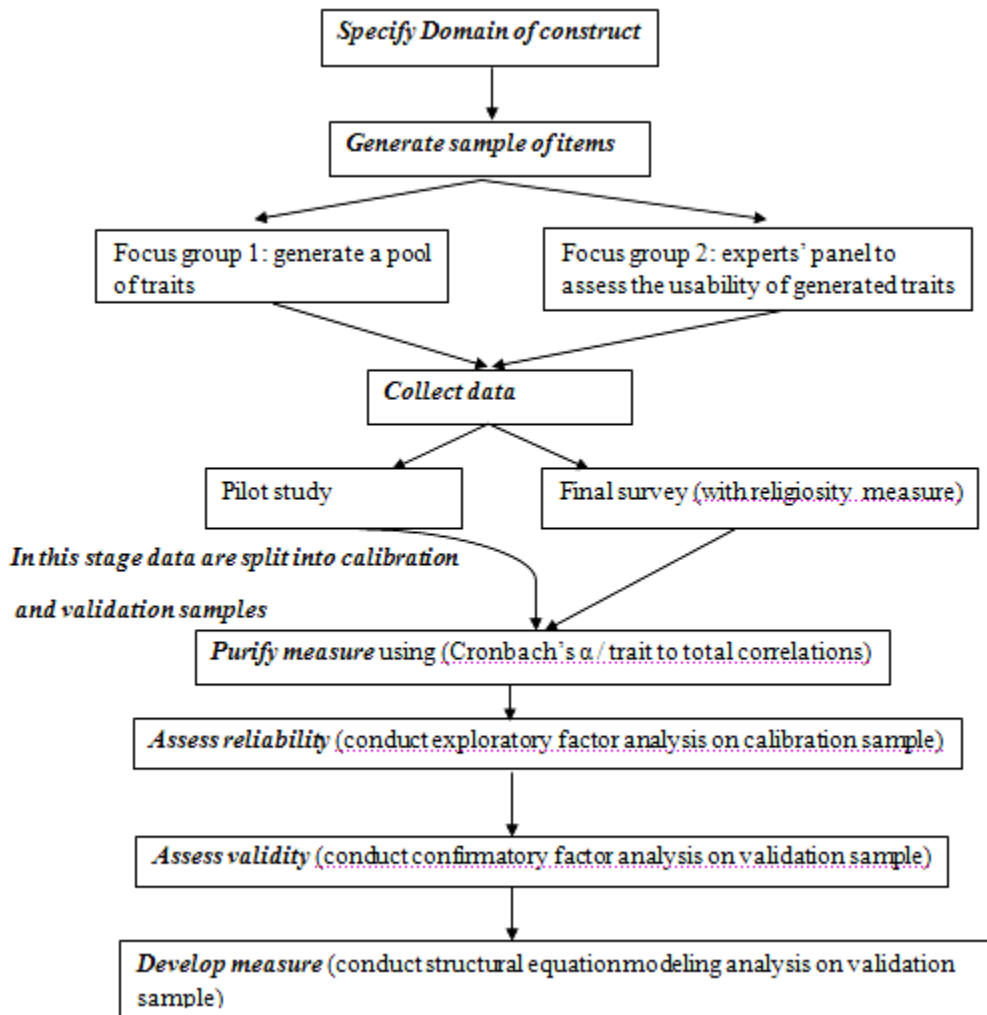 Specify Domain of construct
Generate sample of items
Focus group 1: generate a pool
of traits
Focus group 2: experts' panel to
assess the usability of generated traits
Collect data
Pilot study
Final survey (with religiosity measure)
In this stage data are split into calibration
and validation samples
Purify measure using (Cronbach's α / trait to total correlations)
Assess reliability (conduct exploratory factor analysis on calibration sample)
Assess validity (conduct confirmatory factor analysis on validation sample)
Develop measure (conduct structural equation modeling analysis on validation
sample)